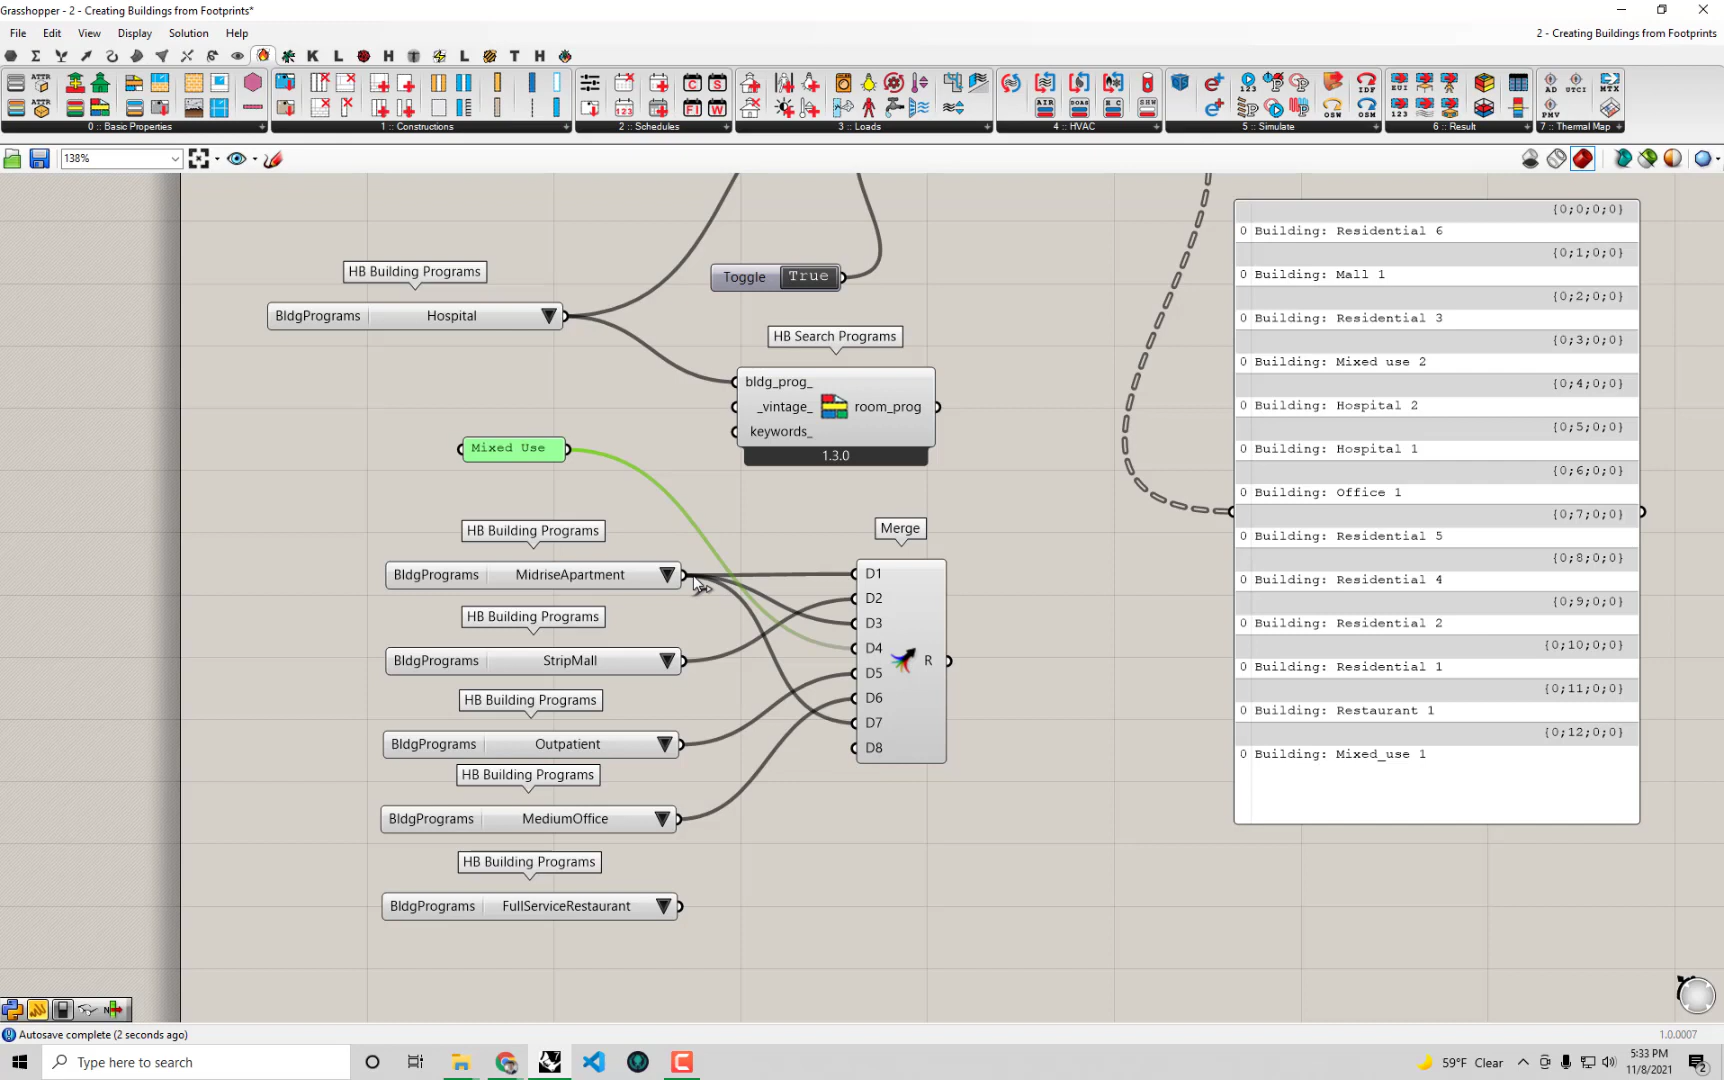 Grasshopper - 2 - Creating Buildings from Footprints*
File Edit View Display Solution Help
2 - Creating Buildings from Footprints
0 :: Basic Properties
1 :: Constructions
2 :: Schedules
3 :: Loads
4 :: HVAC
5 :: Simulate
6 :: Result
7 :: Thermal Map
138%
HB Building Programs
BldgPrograms Hospital
Toggle True
HB Search Programs
bldg_prog_
_vintage_
keywords_
room_prog
1.3.0
Mixed Use
HB Building Programs
BldgPrograms MidriseApartment
HB Building Programs
BldgPrograms StripMall
HB Building Programs
BldgPrograms Outpatient
HB Building Programs
BldgPrograms MediumOffice
HB Building Programs
BldgPrograms FullServiceRestaurant
Merge
D1
D2
D3
D4
D5
D6
D7
D8
R
{0;0;0;0}
0 Building: Residential 6
{0;1;0;0}
0 Building: Mall 1
{0;2;0;0}
0 Building: Residential 3
{0;3;0;0}
0 Building: Mixed use 2
{0;4;0;0}
0 Building: Hospital 2
{0;5;0;0}
0 Building: Hospital 1
{0;6;0;0}
0 Building: Office 1
{0;7;0;0}
0 Building: Residential 5
{0;8;0;0}
0 Building: Residential 4
{0;9;0;0}
0 Building: Residential 2
{0;10;0;0}
0 Building: Residential 1
{0;11;0;0}
0 Building: Restaurant 1
{0;12;0;0}
0 Building: Mixed_use 1
Autosave complete (2 seconds ago)
1.0.0007
Type here to search
59°F Clear
5:33 PM
11/8/2021
2